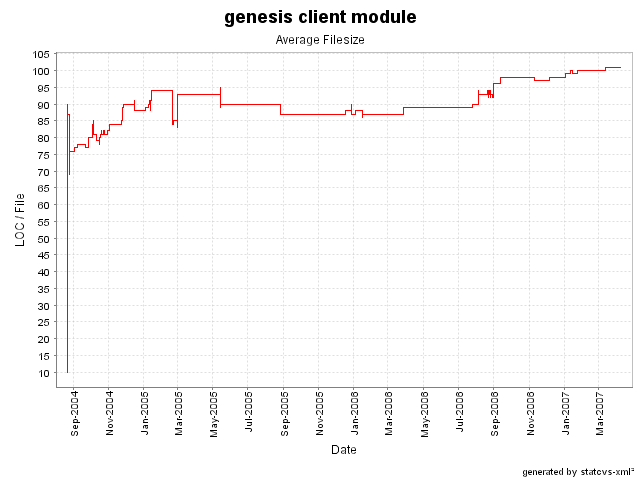 genesis client module
Average Filesize
LOC / File
105
100
95
90
85
80
75
70
65
60
55
50
45
40
35
30
25
20
15
10
Sep-2004
Nov-2004
Jan-2005
Mar-2005
May-2005
Jul-2005
Sep-2005
Nov-2005
Jan-2006
Mar-2006
May-2006
Jul-2006
Sep-2006
Nov-2006
Jan-2007
Mar-2007
Date
generated by statcvs-xml²